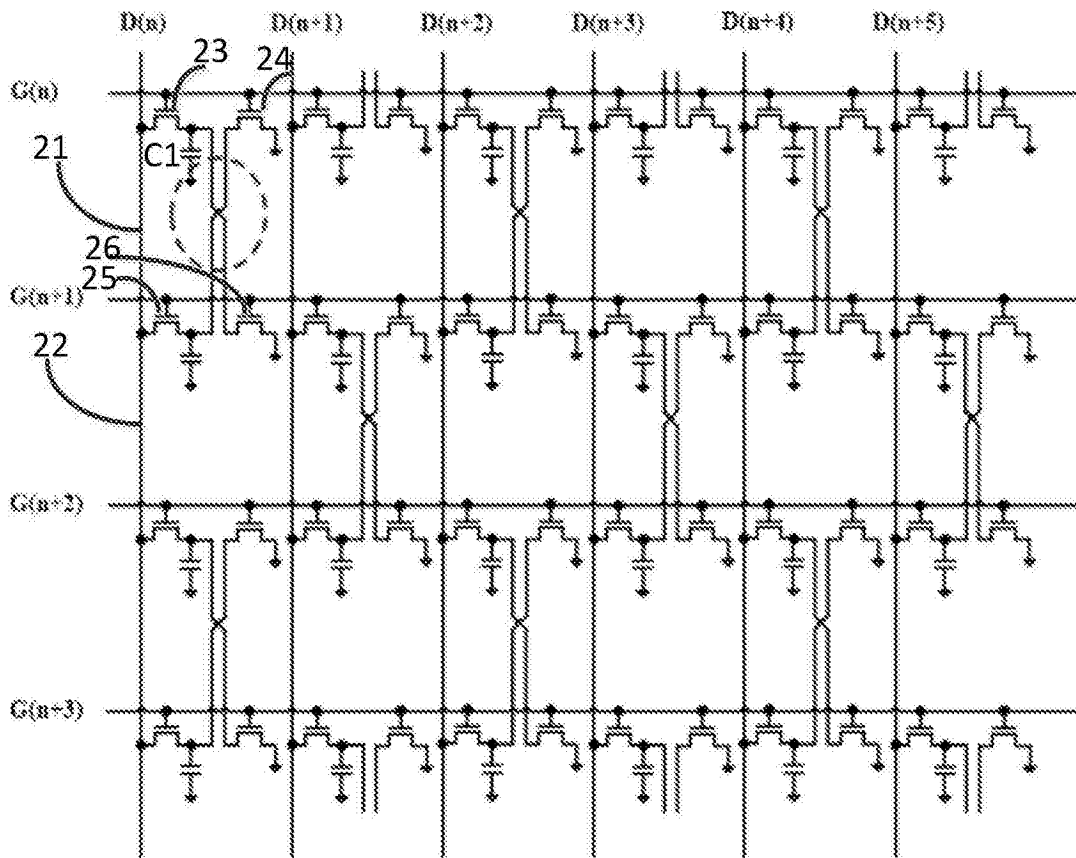 D(n) D(n+1) D(n+2) D(n+3) D(n+4) D(n+5)
23
24
G(n)
21
C1
26
25
G(n+1)
22
G(n+2)
G(n+3)